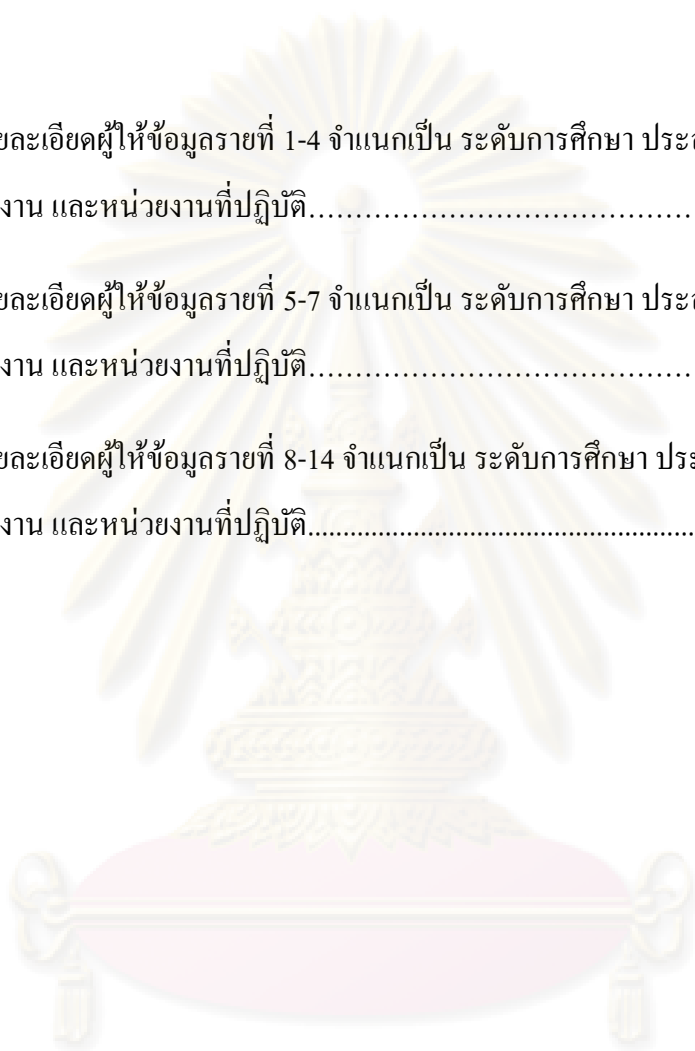 ยละเอียดผู้ให้ข้อมูลรายที่ 1-4 จำแนกเป็น ระดับการศึกษา
งาน และหน่วยงานที่ปฏิบัติ……………………………………
ยละเอียดผู้ให้ข้อมูลรายที่ 5-7 จำแนกเป็น ระดับการศึกษา
งาน และหน่วยงานที่ปฏิบัติ……………………………………
ยละเอียดผู้ให้ข้อมูลรายที่ 8-14 จำแนกเป็น ระดับการศึกษา
งาน และหน่วยงานที่ปฏิบัติ......................................................